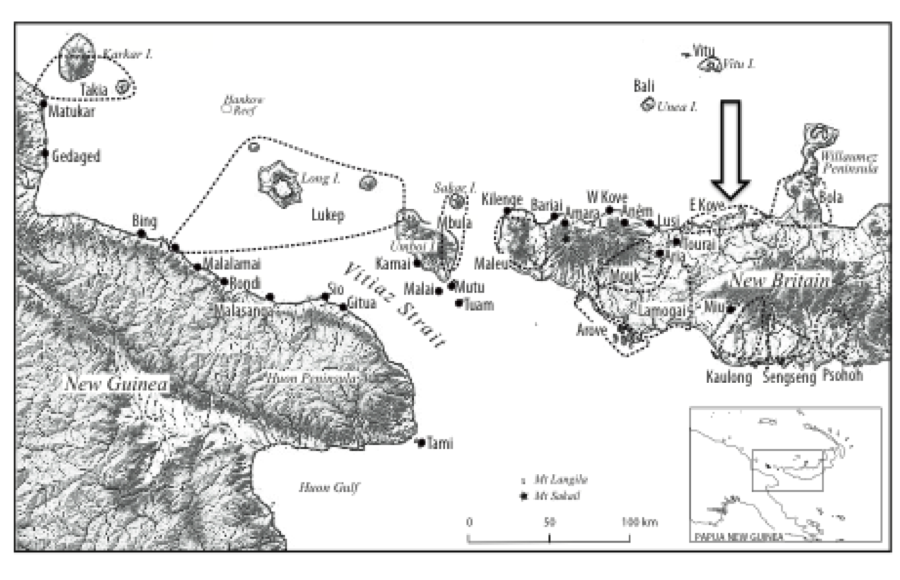 Karkar I.
Takia
Matukar
Gedaged
Hankow
Reef
Vitu
Vitu I.
Bali
Unea I.
Willaumez
Peninsula
Bola
Long I.
Lukep
Sakar I.
Mbula
Umboi I.
Kilenge
Bariai
Amara
W Kove
Anêm
Lusi
E Kove
Tourai
Aria
Bing
Malalamai
Bondi
Malasanga
Sio
Gitua
Kamai
Malai
Mutu
Tuam
Vitiaz Strait
Maleu
Mouk
Lamogai
Arove
Miu
New Britain
Kaulong
Sengseng
Psohoh
New Guinea
Huon Peninsula
Tami
Huon Gulf
Mt Langila
0
50
100 km
PAPUA NEW GUINEA